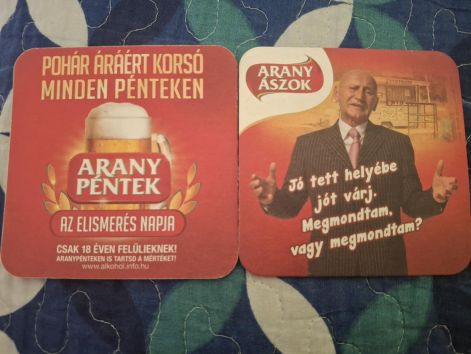 POHÁR ÁRÁÉRT KORSÓ
MINDEN PÉNTEKEN
ARANY
PÉNTEK
AZ ELISMERÉS NAPJA
CSAK 18 ÉVEN FELÜLIEKNEK!
ARANYPÉNTEKEN IS TARTSD A MÉRTÉKET!
www.alkohol.info.hu
ARANY
ÁSZOK
Jó tett helyébe
jót várj.
Megmondtam,
vagy megmondtam?